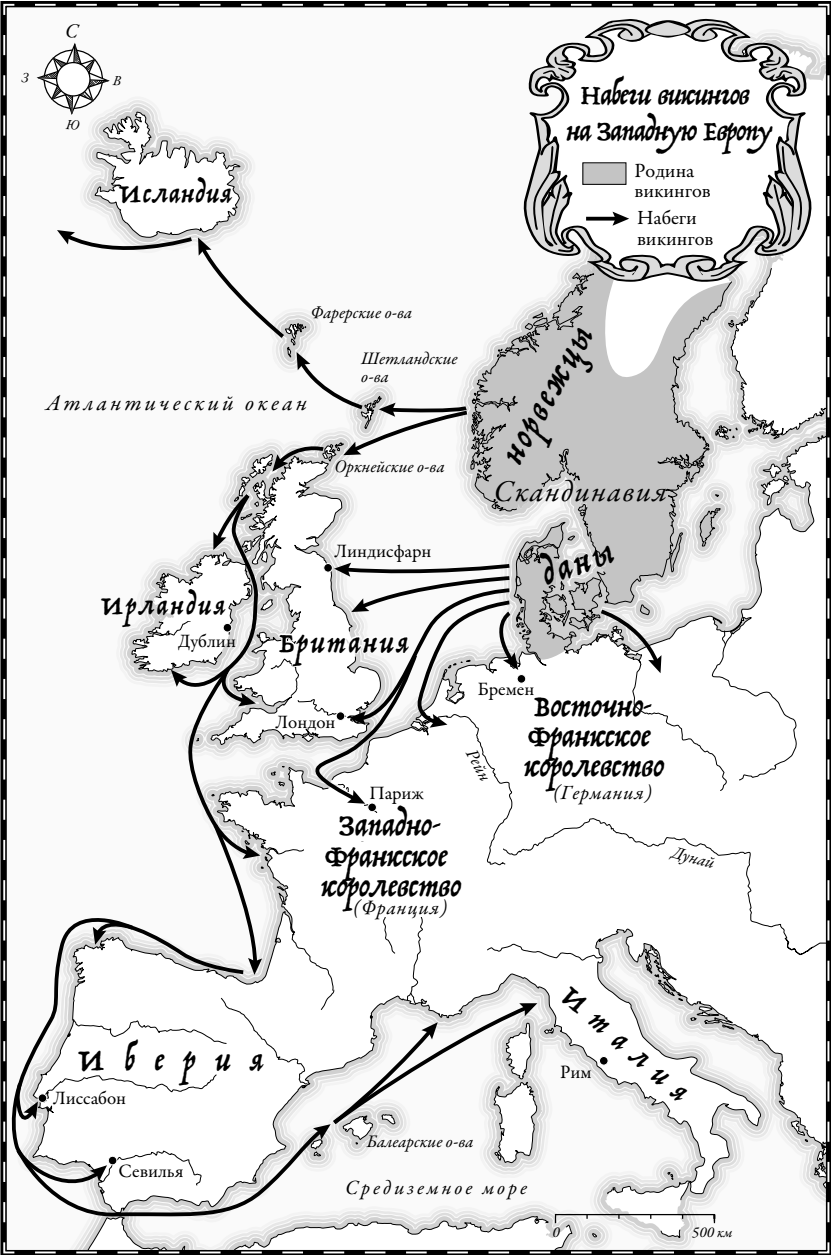 С
З
В
Ю
Набеги викингов
на Западную Европу
Родина
викингов
Набеги
викингов
Исландия
Фарерские о-ва
Шетландские
о-ва
Атлантический океан
Оркнейские о-ва
норвежцы
Скандинавия
Линдисфарн
даны
Ирландия
Дублин
Британия
Лондон
Бремен
Восточно-
Франкское
королевство
(Германия)
Рейн
Париж
Западно-
Франкское
королевство
(Франция)
Дунай
Иберия
Италия
Рим
Лиссабон
Севилья
Балеарские о-ва
Средиземное море
0
500 км